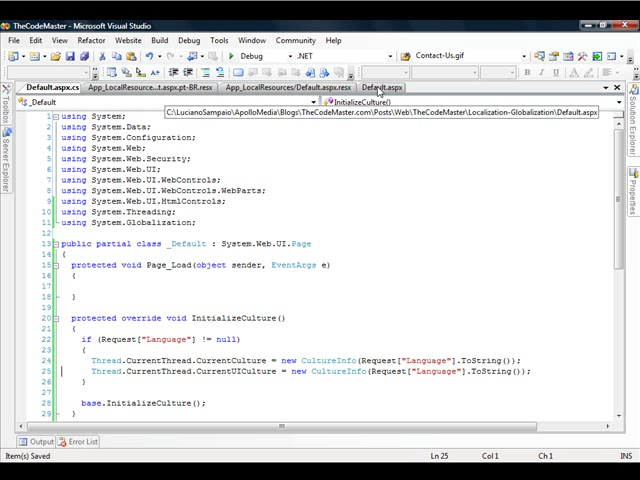 TheCodeMaster - Microsoft Visual Studio
File Edit View Refactor Website Build Debug Tools Window Community Help
Debug .NET Contact-Us.gif
Default.aspx.cs App_LocalResource...t.aspx.pt-BR.resx App_LocalResources/Default.aspx.resx Default.aspx
_Default InitializeCulture()
C:\LucianoSampaio\ApolloMedia\Blogs\TheCodeMaster.com\Posts\Web\TheCodeMaster\Localization-Globalization\Default.aspx
1 using System;
2 using System.Data;
3 using System.Configuration;
4 using System.Web;
5 using System.Web.Security;
6 using System.Web.UI;
7 using System.Web.UI.WebControls;
8 using System.Web.UI.WebControls.WebParts;
9 using System.Web.UI.HtmlControls;
10 using System.Threading;
11 using System.Globalization;
12
13 public partial class _Default : System.Web.UI.Page
14 {
15 protected void Page_Load(object sender, EventArgs e)
16 {
17
18 }
19
20 protected override void InitializeCulture()
21 {
22 if (Request["Language"] != null)
23 {
24 Thread.CurrentThread.CurrentCulture = new CultureInfo(Request["Language"].ToString());
25 Thread.CurrentThread.CurrentUICulture = new CultureInfo(Request["Language"].ToString());
26 }
27
28 base.InitializeCulture();
29 }
Toolbox
Server Explorer
Solution Explorer
Properties
Output Error List
Item(s) Saved Ln 25 Col 1 Ch 1 INS